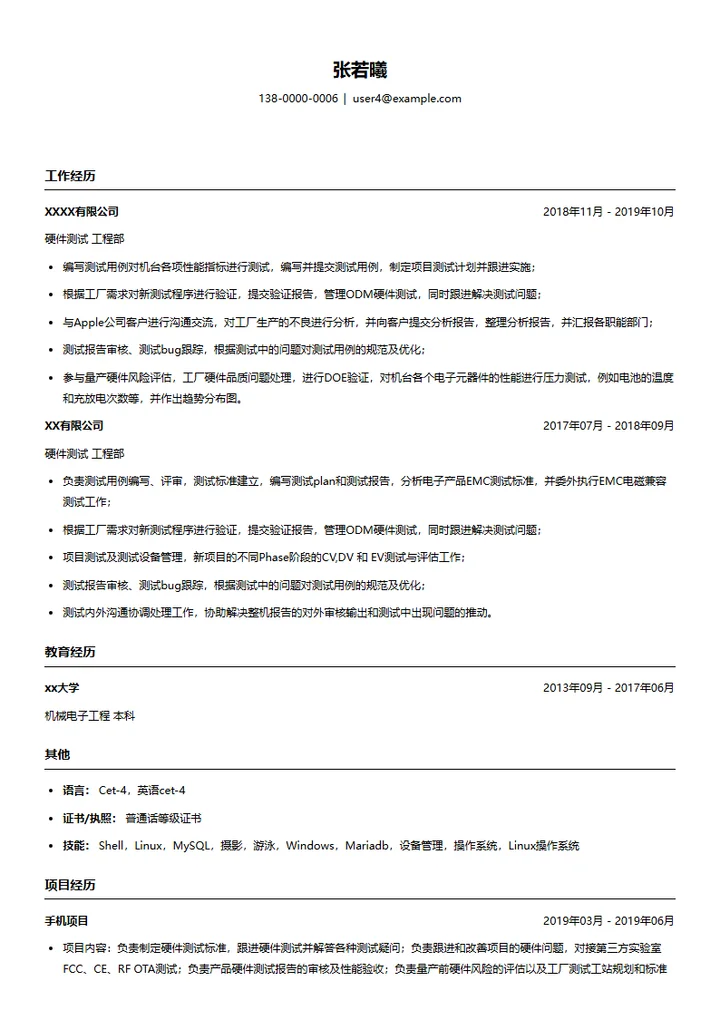 张若曦
138-0000-0006 | user4@example.com
工作经历
XXXX有限公司 2018年11月 - 2019年10月
硬件测试 工程部
• 编写测试用例对机台各项性能指标进行测试，编写并提交测试用例，制定项目测试计划并跟进实施；
• 根据工厂需求对新测试程序进行验证，提交验证报告，管理ODM硬件测试，同时跟进解决测试问题；
• 与Apple公司客户进行沟通交流，对工厂生产的不良进行分析，并向客户提交分析报告，整理分析报告，并汇报各职能部门；
• 测试报告审核、测试bug跟踪，根据测试中的问题对测试用例的规范及优化；
• 参与量产硬件风险评估，工厂硬件品质问题处理，进行DOE验证，对机台各个电子元器件的性能进行压力测试，例如电池的温度
和充放电次数等，并作出趋势分布图。
XX有限公司 2017年07月 - 2018年09月
硬件测试 工程部
• 负责测试用例编写、评审，测试标准建立，编写测试plan和测试报告，分析电子产品EMC测试标准，并委外执行EMC电磁兼容
测试工作；
• 根据工厂需求对新测试程序进行验证，提交验证报告，管理ODM硬件测试，同时跟进解决测试问题；
• 项目测试及测试设备管理，新项目的不同Phase阶段的CV,DV 和 EV测试与评估工作；
• 测试报告审核、测试bug跟踪，根据测试中的问题对测试用例的规范及优化；
• 测试内外沟通协调处理工作，协助解决整机报告的对外审核输出和测试中出现问题的推动。
教育经历
xx大学 2013年09月 - 2017年06月
机械电子工程 本科
其他
• 语言： Cet-4，英语cet-4
• 证书/执照： 普通话等级证书
• 技能： Shell，Linux，MySQL，摄影，游泳，Windows，Mariadb，设备管理，操作系统，Linux操作系统
项目经历
手机项目 2019年03月 - 2019年06月
• 项目内容：负责制定硬件测试标准，跟进硬件测试并解答各种测试疑问；负责跟进和改善项目的硬件问题，对接第三方实验室
FCC、CE、RF OTA测试；负责产品硬件测试报告的审核及性能验收；负责量产前硬件风险的评估以及工厂测试工站规划和标准